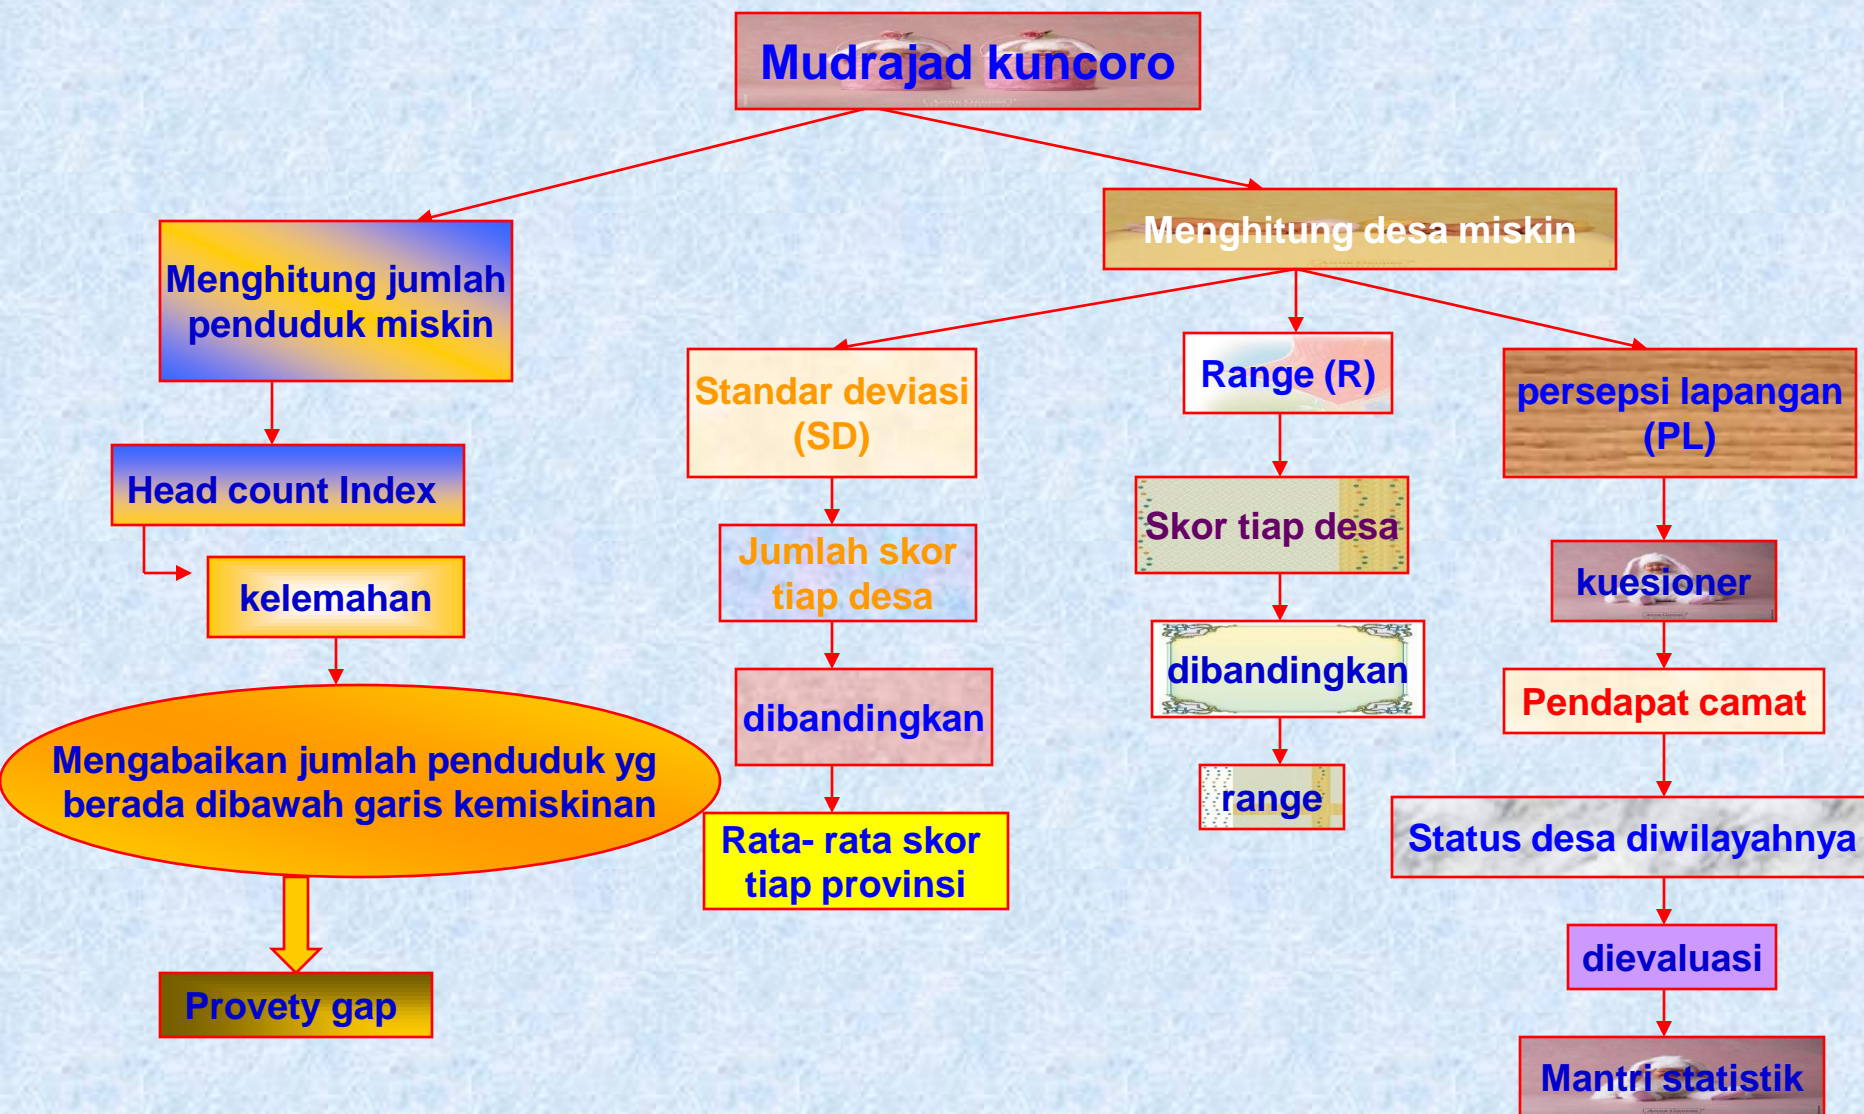 Mudrajad kuncoro
Menghitung jumlah
penduduk miskin
Head count Index
kelemahan
Mengabaikan jumlah penduduk yg
berada dibawah garis kemiskinan
Provety gap
Menghitung desa miskin
Standar deviasi
(SD)
Jumlah skor
tiap desa
dibandingkan
Rata- rata skor
tiap provinsi
Range (R)
Skor tiap desa
dibandingkan
range
persepsi lapangan
(PL)
kuesioner
Pendapat camat
Status desa diwilayahnya
dievaluasi
Mantri statistik